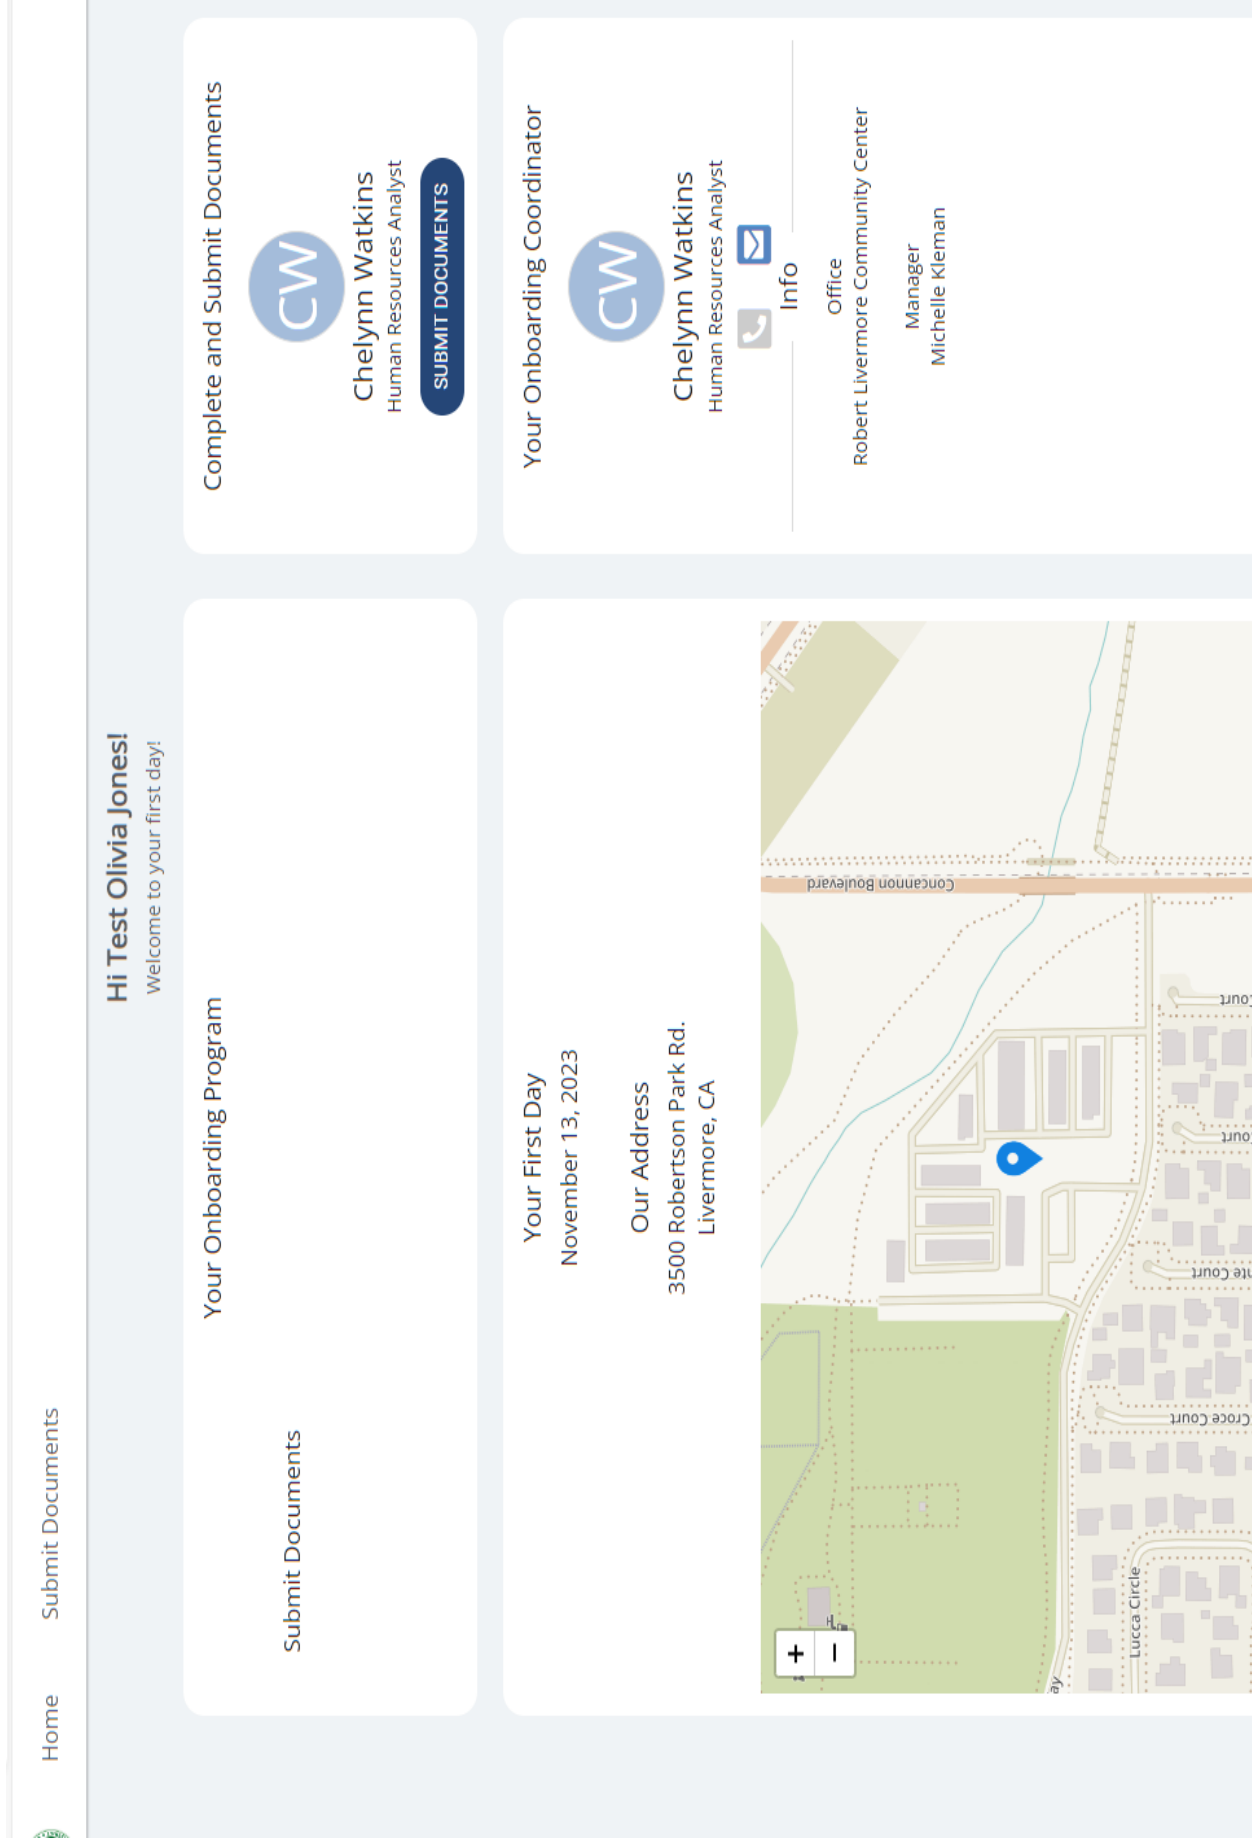 Home
Submit Documents
Hi Test Olivia Jones!
Welcome to your first day!
Your Onboarding Program
Submit Documents
Complete and Submit Documents
CW
Chelynn Watkins
Human Resources Analyst
SUBMIT DOCUMENTS
Your First Day
November 13, 2023
Our Address
3500 Robertson Park Rd.
Livermore, CA
+
−
Concannon Boulevard
Court
Croce Court
Lucca Circle
Your Onboarding Coordinator
CW
Chelynn Watkins
Human Resources Analyst
Info
Office
Robert Livermore Community Center
Manager
Michelle Kleman